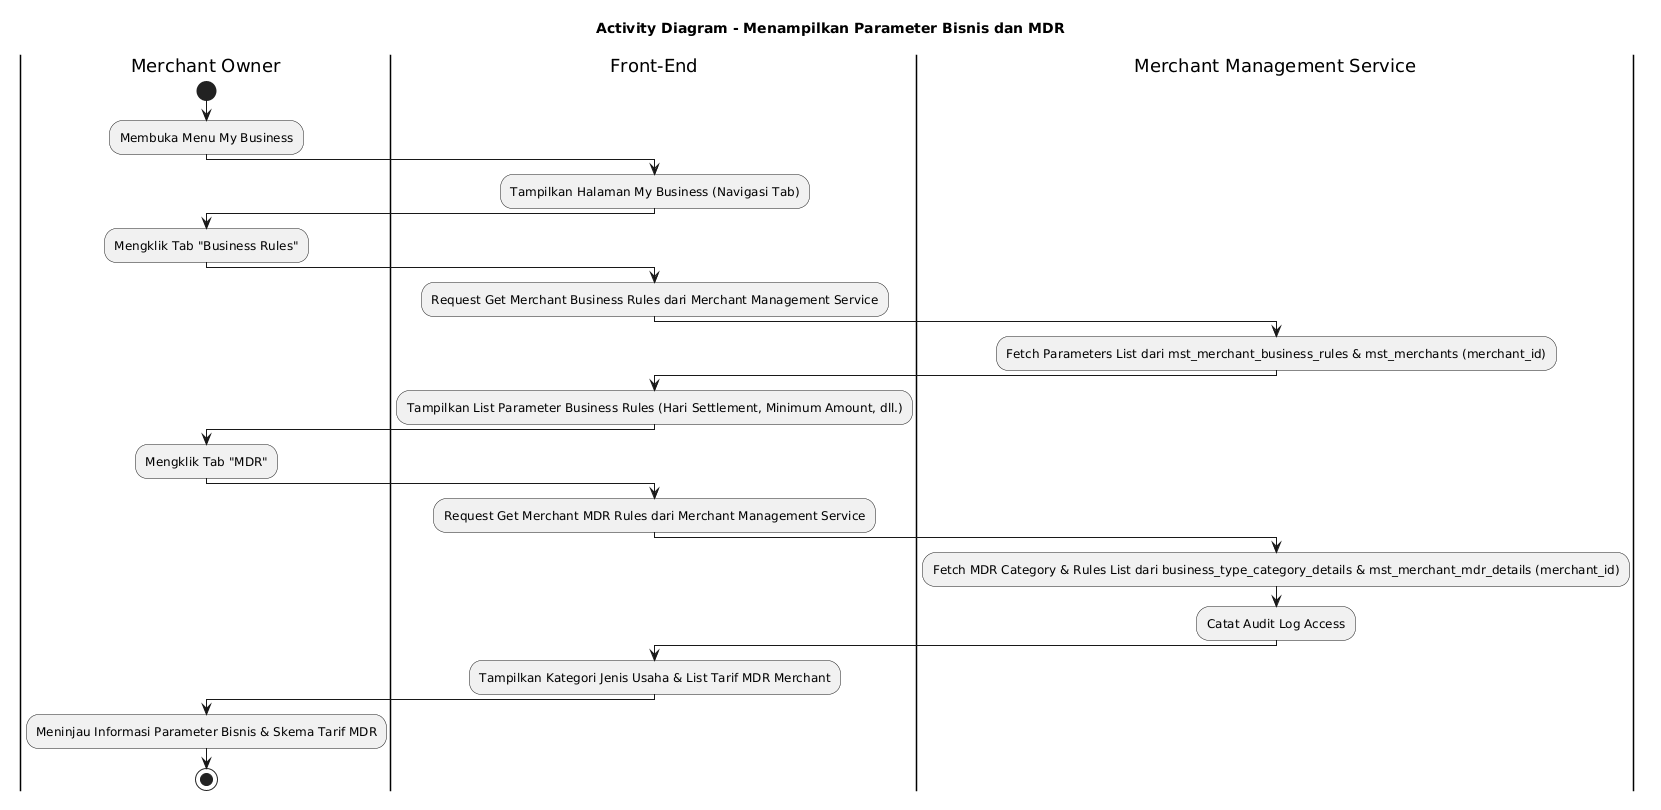 Activity Diagram - Menampilkan Parameter Bisnis dan MDR
Merchant Owner
Front-End
Merchant Management Service
Membuka Menu My Business
Tampilkan Halaman My Business (Navigasi Tab)
Mengklik Tab "Business Rules"
Request Get Merchant Business Rules dari Merchant Management Service
Fetch Parameters List dari mst_merchant_business_rules & mst_merchants (merchant_id)
Tampilkan List Parameter Business Rules (Hari Settlement, Minimum Amount, dll.)
Mengklik Tab "MDR"
Request Get Merchant MDR Rules dari Merchant Management Service
Fetch MDR Category & Rules List dari business_type_category_details & mst_merchant_mdr_details (merchant_id)
Catat Audit Log Access
Tampilkan Kategori Jenis Usaha & List Tarif MDR Merchant
Meninjau Informasi Parameter Bisnis & Skema Tarif MDR